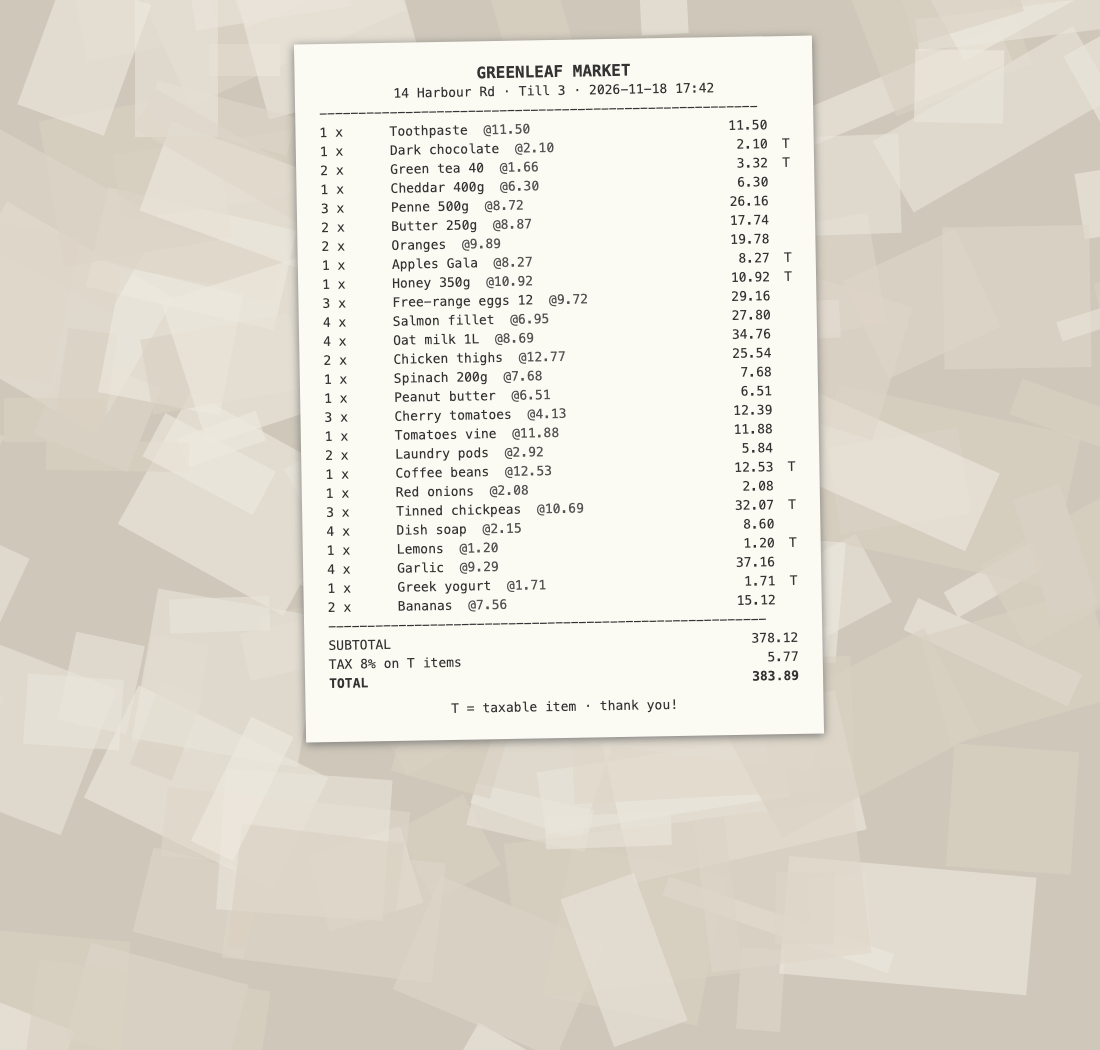 GREENLEAF MARKET
14 Harbour Rd · Till 3 · 2026-11-18 17:42
--------------------------------------------------------
1 x Toothpaste @11.50 11.50
1 x Dark chocolate @2.10 2.10 T
2 x Green tea 40 @1.66 3.32 T
1 x Cheddar 400g @6.30 6.30
3 x Penne 500g @8.72 26.16
2 x Butter 250g @8.87 17.74
2 x Oranges @9.89 19.78
1 x Apples Gala @8.27 8.27 T
1 x Honey 350g @10.92 10.92 T
3 x Free-range eggs 12 @9.72 29.16
4 x Salmon fillet @6.95 27.80
4 x Oat milk 1L @8.69 34.76
2 x Chicken thighs @12.77 25.54
1 x Spinach 200g @7.68 7.68
1 x Peanut butter @6.51 6.51
3 x Cherry tomatoes @4.13 12.39
1 x Tomatoes vine @11.88 11.88
2 x Laundry pods @2.92 5.84
1 x Coffee beans @12.53 12.53 T
1 x Red onions @2.08 2.08
3 x Tinned chickpeas @10.69 32.07 T
4 x Dish soap @2.15 8.60
1 x Lemons @1.20 1.20 T
4 x Garlic @9.29 37.16
1 x Greek yogurt @1.71 1.71 T
2 x Bananas @7.56 15.12
--------------------------------------------------------
SUBTOTAL 378.12
TAX 8% on T items 5.77
TOTAL 383.89
T = taxable item · thank you!